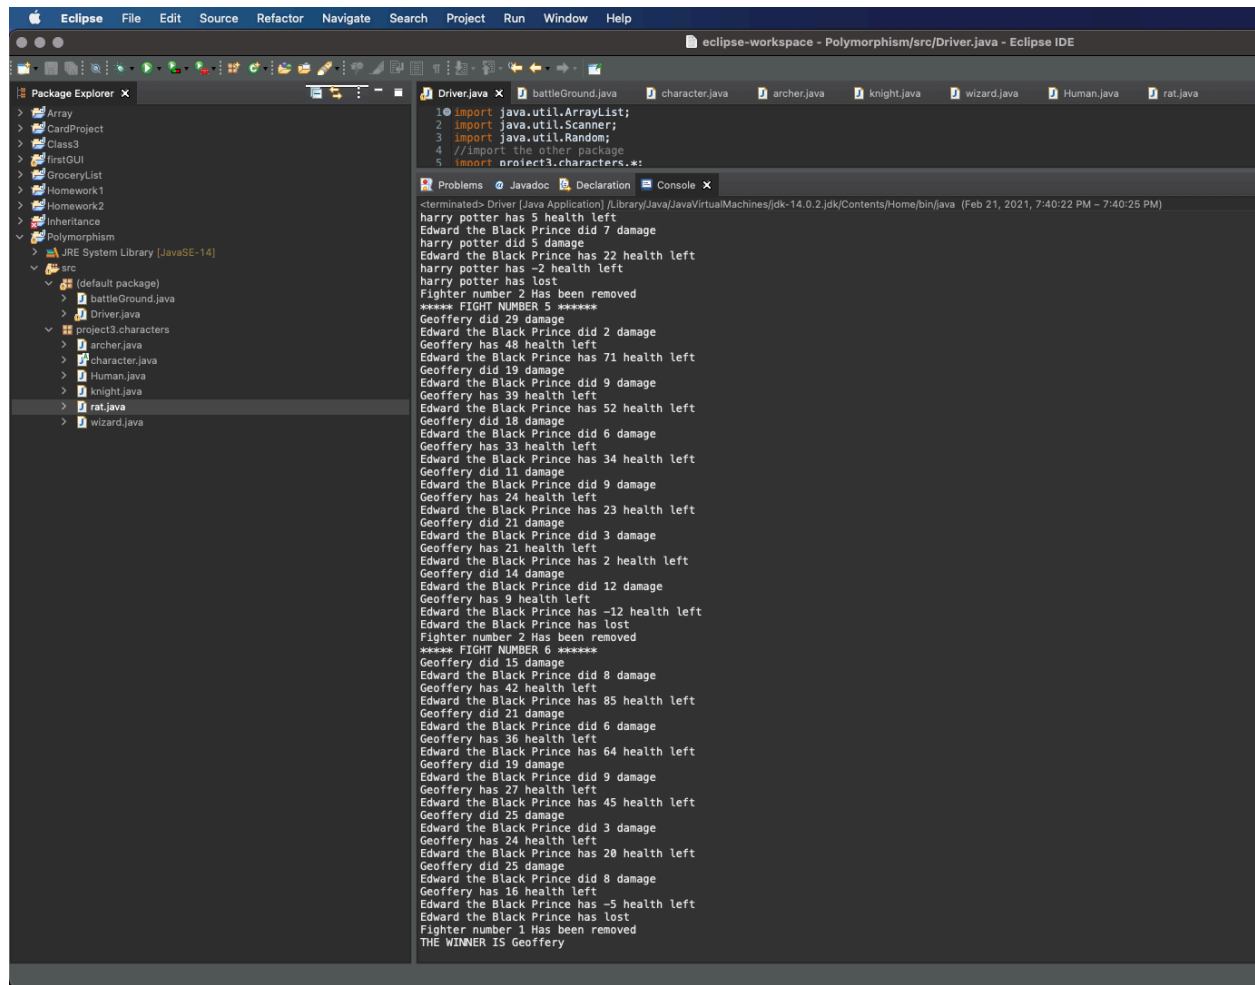 Eclipse File Edit Source Refactor Navigate Search Project Run Window Help
eclipse-workspace - Polymorphism/src/Driver.java - Eclipse IDE
Package Explorer
Array
CardProject
Class3
firstGUI
GroceryList
Homework1
Homework2
Inheritance
Polymorphism
JRE System Library [JavaSE-14]
src
(default package)
battleGround.java
Driver.java
project3.characters
archer.java
character.java
Human.java
knight.java
rat.java
wizard.java
Driver.java battleGround.java character.java archer.java knight.java wizard.java Human.java rat.java
1 import java.util.ArrayList;
2 import java.util.Scanner;
3 import java.util.Random;
4 //import the other package
5 import project3.characters.*;
Problems Javadoc Declaration Console
<terminated> Driver [Java Application] /Library/Java/JavaVirtualMachines/jdk-14.0.2.jdk/Contents/Home/bin/java (Feb 21, 2021, 7:40:22 PM – 7:40:25 PM)
harry potter has 5 health left
Edward the Black Prince did 7 damage
harry potter did 5 damage
Edward the Black Prince has 22 health left
harry potter has -2 health left
harry potter has lost
Fighter number 2 Has been removed
***** FIGHT NUMBER 5 ******
Geoffery did 29 damage
Edward the Black Prince did 2 damage
Geoffery has 48 health left
Edward the Black Prince has 71 health left
Geoffery did 19 damage
Edward the Black Prince did 9 damage
Geoffery has 39 health left
Edward the Black Prince has 52 health left
Geoffery did 18 damage
Edward the Black Prince did 6 damage
Geoffery has 33 health left
Edward the Black Prince has 34 health left
Geoffery did 11 damage
Edward the Black Prince did 9 damage
Geoffery has 24 health left
Edward the Black Prince has 23 health left
Geoffery did 21 damage
Edward the Black Prince did 3 damage
Geoffery has 21 health left
Edward the Black Prince has 2 health left
Geoffery did 14 damage
Edward the Black Prince did 12 damage
Geoffery has 9 health left
Edward the Black Prince has -12 health left
Edward the Black Prince has lost
Fighter number 2 Has been removed
***** FIGHT NUMBER 6 ******
Geoffery did 15 damage
Edward the Black Prince did 8 damage
Geoffery has 42 health left
Edward the Black Prince has 85 health left
Geoffery did 21 damage
Edward the Black Prince did 6 damage
Geoffery has 36 health left
Edward the Black Prince has 64 health left
Geoffery did 19 damage
Edward the Black Prince did 9 damage
Geoffery has 27 health left
Edward the Black Prince has 45 health left
Geoffery did 25 damage
Edward the Black Prince did 3 damage
Geoffery has 24 health left
Edward the Black Prince has 20 health left
Geoffery did 25 damage
Edward the Black Prince did 8 damage
Geoffery has 16 health left
Edward the Black Prince has -5 health left
Edward the Black Prince has lost
Fighter number 1 Has been removed
THE WINNER IS Geoffery